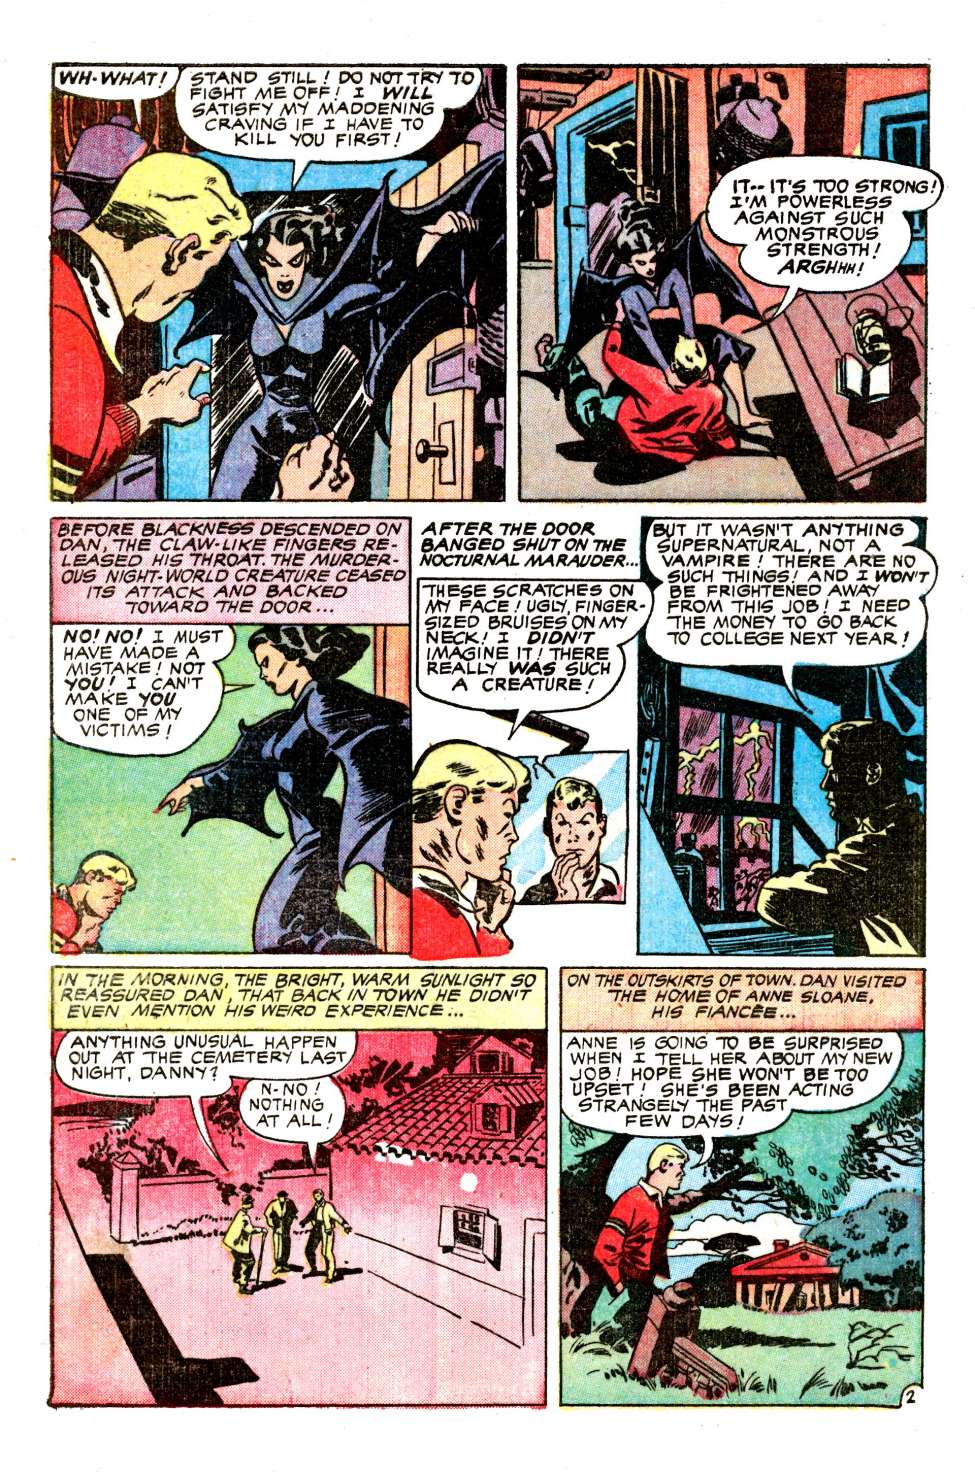 WH-WHAT!
STAND STILL! DO NOT TRY TO
FIGHT ME OFF! I WILL
SATISFY MY MADDENING
CRAVING IF I HAVE TO
KILL YOU FIRST!
IT-- IT'S TOO STRONG!
I'M POWERLESS
AGAINST SUCH
MONSTROUS
STRENGTH!
ARGHHH!
BEFORE BLACKNESS DESCENDED ON
DAN, THE CLAW-LIKE FINGERS RE-
LEASED HIS THROAT. THE MURDER-
OUS NIGHT-WORLD CREATURE CEASED
ITS ATTACK AND BACKED
TOWARD THE DOOR...
NO! NO! I MUST
HAVE MADE A
MISTAKE! NOT
YOU! I CAN'T
MAKE YOU
ONE OF MY
VICTIMS!
AFTER THE DOOR
BANGED SHUT ON THE
NOCTURNAL MARAUDER...
THESE SCRATCHES ON
MY FACE! UGLY, FINGER-
SIZED BRUISES ON MY
NECK! I DIDN'T
IMAGINE IT! THERE
REALLY WAS SUCH
A CREATURE!
BUT IT WASN'T ANYTHING
SUPERNATURAL, NOT A
VAMPIRE! THERE ARE NO
SUCH THINGS! AND I WON'T
BE FRIGHTENED AWAY
FROM THIS JOB! I NEED
THE MONEY TO GO BACK
TO COLLEGE NEXT YEAR!
IN THE MORNING, THE BRIGHT, WARM SUNLIGHT SO
REASSURED DAN, THAT BACK IN TOWN HE DIDN'T
EVEN MENTION HIS WEIRD EXPERIENCE...
ANYTHING UNUSUAL HAPPEN
OUT AT THE CEMETERY LAST
NIGHT, DANNY?
N-NO!
NOTHING
AT ALL!
ON THE OUTSKIRTS OF TOWN. DAN VISITED
THE HOME OF ANNE SLOANE,
HIS FIANCÉE...
ANNE IS GOING TO BE SURPRISED
WHEN I TELL HER ABOUT MY NEW
JOB! HOPE SHE WON'T BE TOO
UPSET! SHE'S BEEN ACTING
STRANGELY THE PAST
FEW DAYS!
2